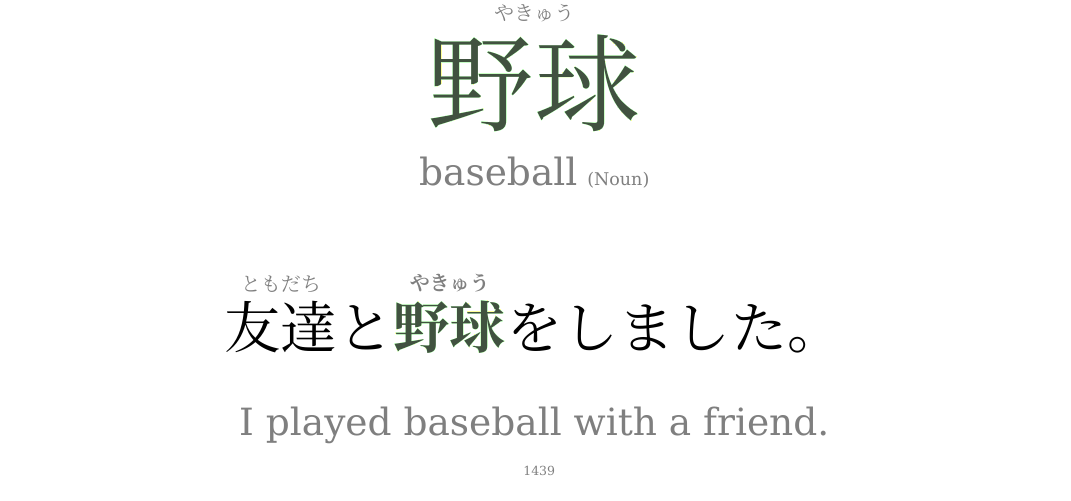 やきゅう
野球
baseball (Noun)
ともだち やきゅう
友達と野球をしました。
I played baseball with a friend.
1439